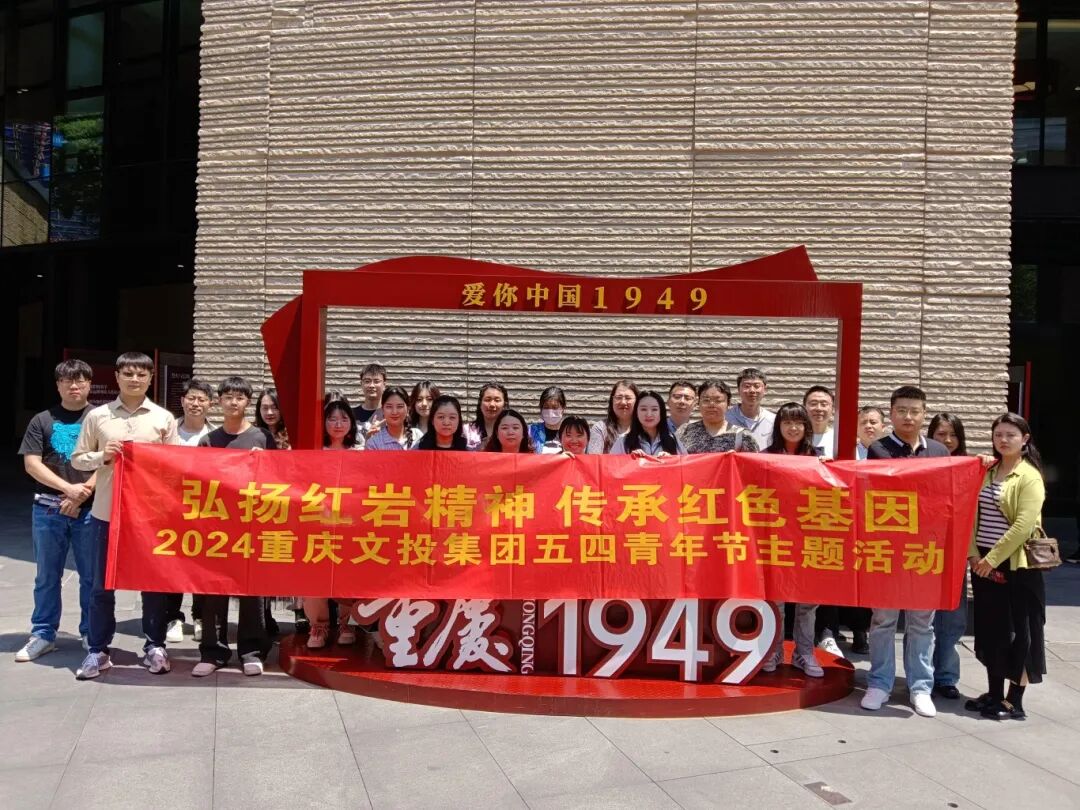 爱你中国1949
弘扬红岩精神 传承红色基因
2024重庆文投集团五四青年节主题活动
重庆
1949